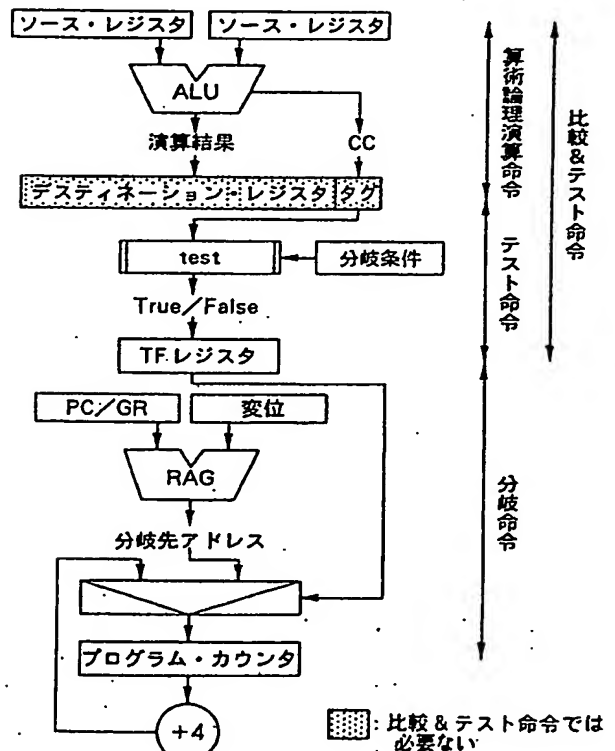 ソース・レジスタ ソース・レジスタ
ALU
演算結果 CC
デスティネーション・レジスタ タグ
test 分岐条件
True/False
TFレジスタ
PC/GR 変位
RAG
分岐先アドレス
プログラム・カウンタ
+4
算術論理演算命令
テスト命令
分岐命令
比較&テスト命令
:比較&テスト命令では
必要ない